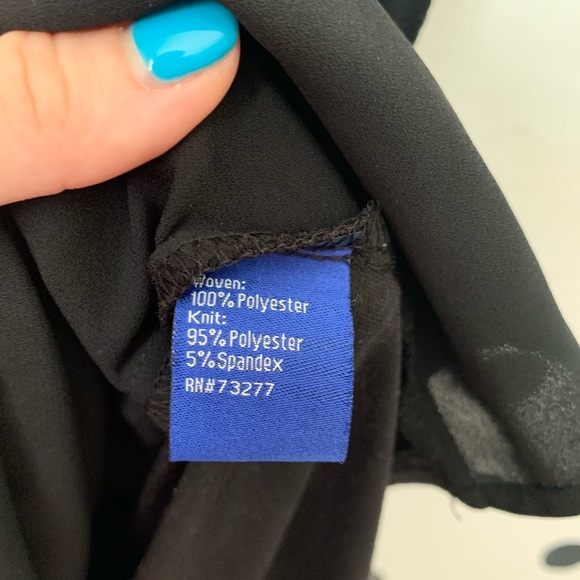 Woven:
100% Polyester
Knit:
95% Polyester
5% Spandex
RN#73277